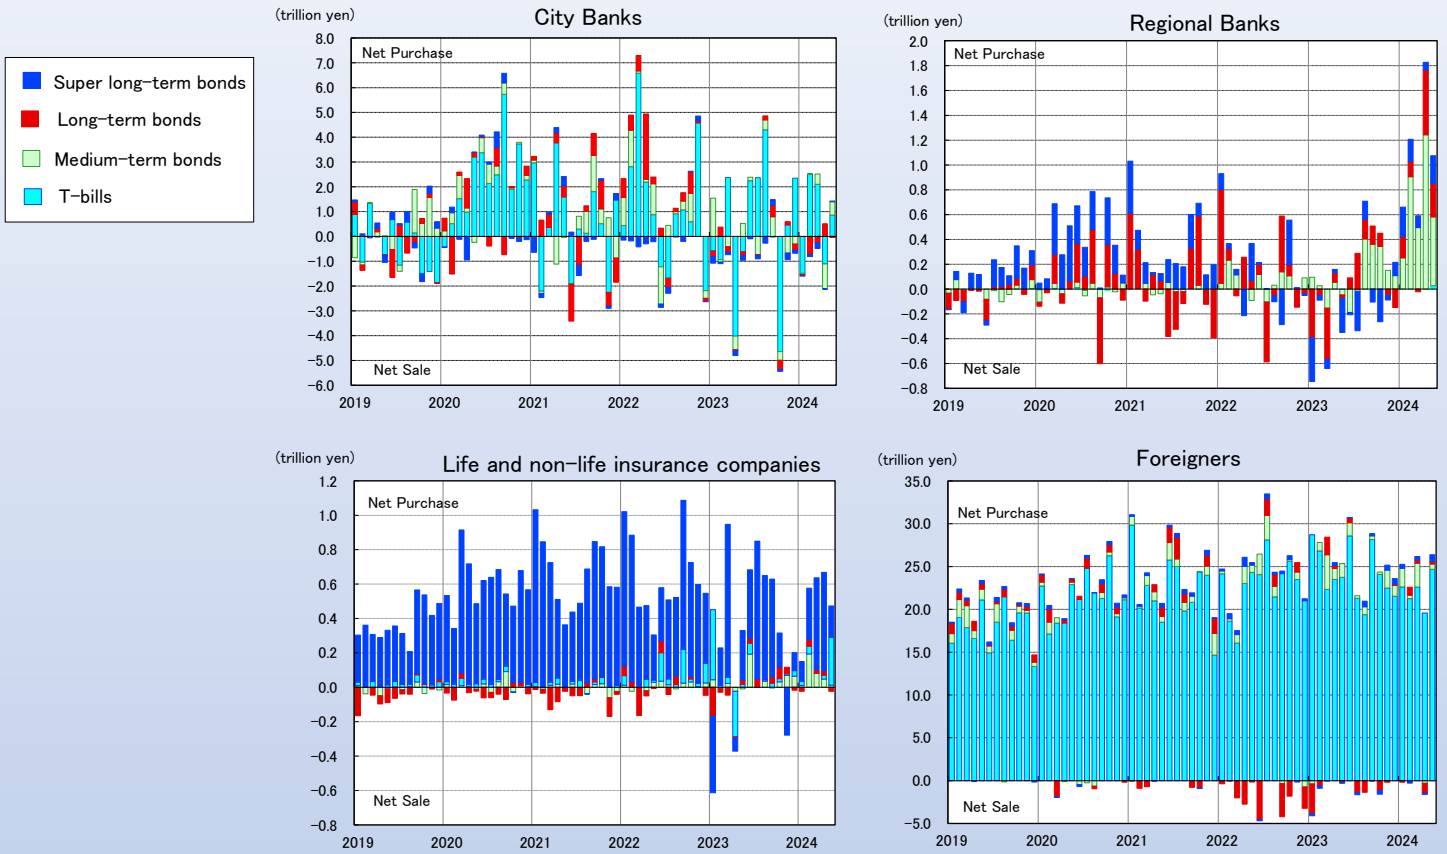 Super long-term bonds
Long-term bonds
Medium-term bonds
T-bills
(trillion yen)
City Banks
8.0
7.0
6.0
5.0
4.0
3.0
2.0
1.0
0.0
-1.0
-2.0
-3.0
-4.0
-5.0
-6.0
Net Purchase
Net Sale
2019 2020 2021 2022 2023 2024
(trillion yen)
Regional Banks
2.0
1.8
1.6
1.4
1.2
1.0
0.8
0.6
0.4
0.2
0.0
-0.2
-0.4
-0.6
-0.8
Net Purchase
Net Sale
2019 2020 2021 2022 2023 2024
(trillion yen)
Life and non-life insurance companies
1.2
1.0
0.8
0.6
0.4
0.2
0.0
-0.2
-0.4
-0.6
-0.8
Net Purchase
Net Sale
2019 2020 2021 2022 2023 2024
(trillion yen)
Foreigners
35.0
30.0
25.0
20.0
15.0
10.0
5.0
0.0
-5.0
Net Purchase
Net Sale
2019 2020 2021 2022 2023 2024